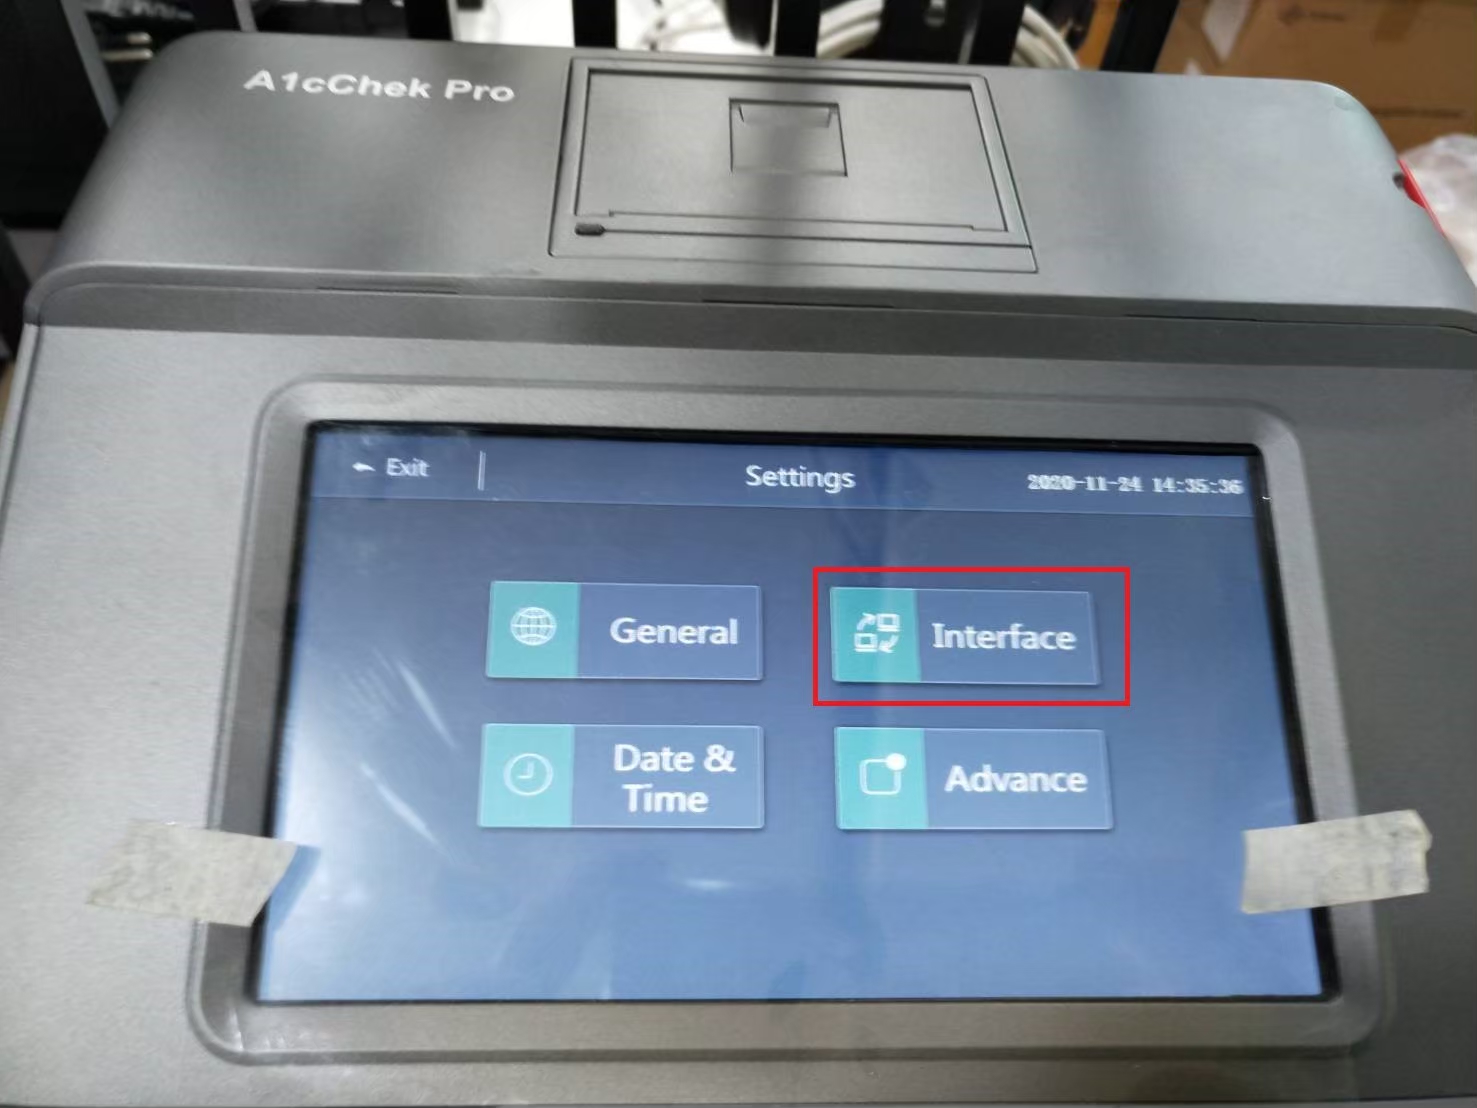 A1cChek Pro
Exit
Settings
2020-11-24 14:35:36
General
Interface
Date &
Time
Advance